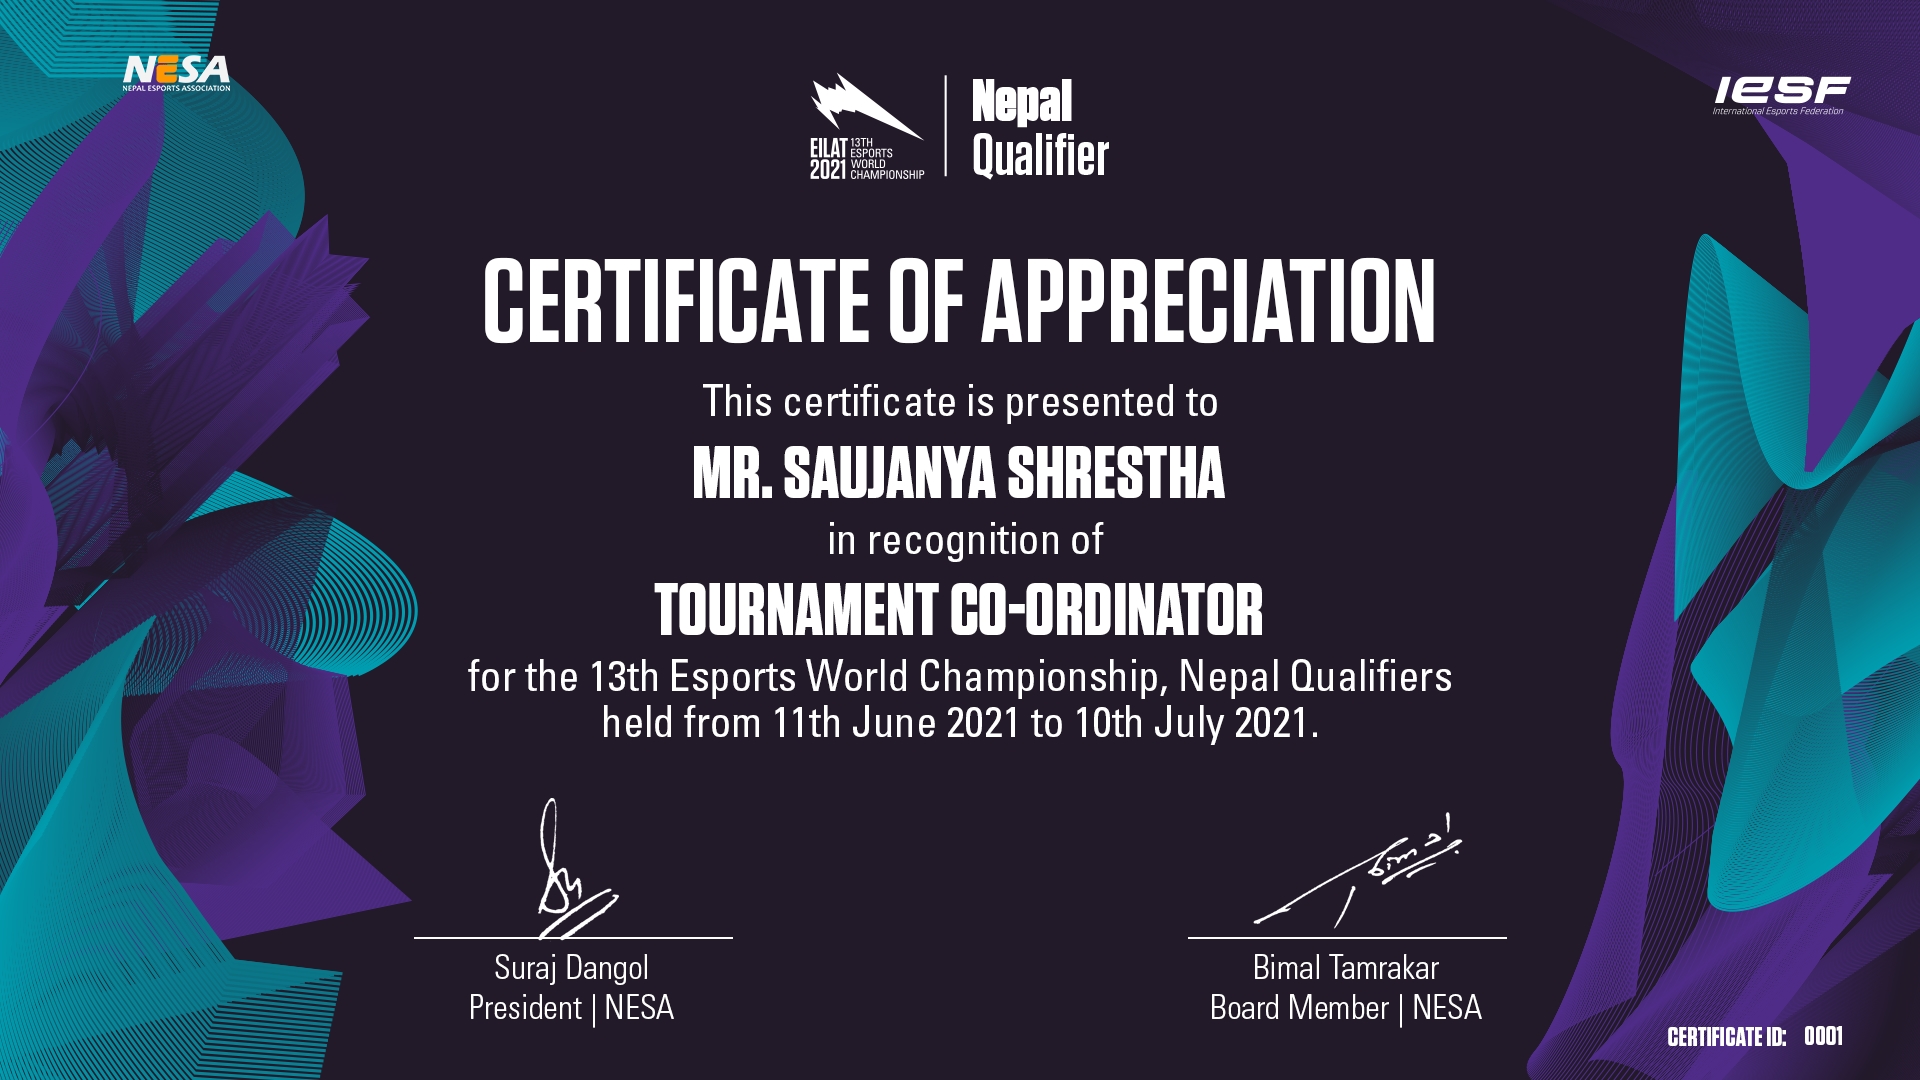 NESA
NEPAL ESPORTS ASSOCIATION
EILAT 2021
13TH ESPORTS WORLD CHAMPIONSHIP
Nepal
Qualifier
IESF
International Esports Federation
CERTIFICATE OF APPRECIATION
This certificate is presented to
MR. SAUJANYA SHRESTHA
in recognition of
TOURNAMENT CO-ORDINATOR
for the 13th Esports World Championship, Nepal Qualifiers
held from 11th June 2021 to 10th July 2021.
Suraj Dangol
President | NESA
Bimal Tamrakar
Board Member | NESA
CERTIFICATE ID: 0001